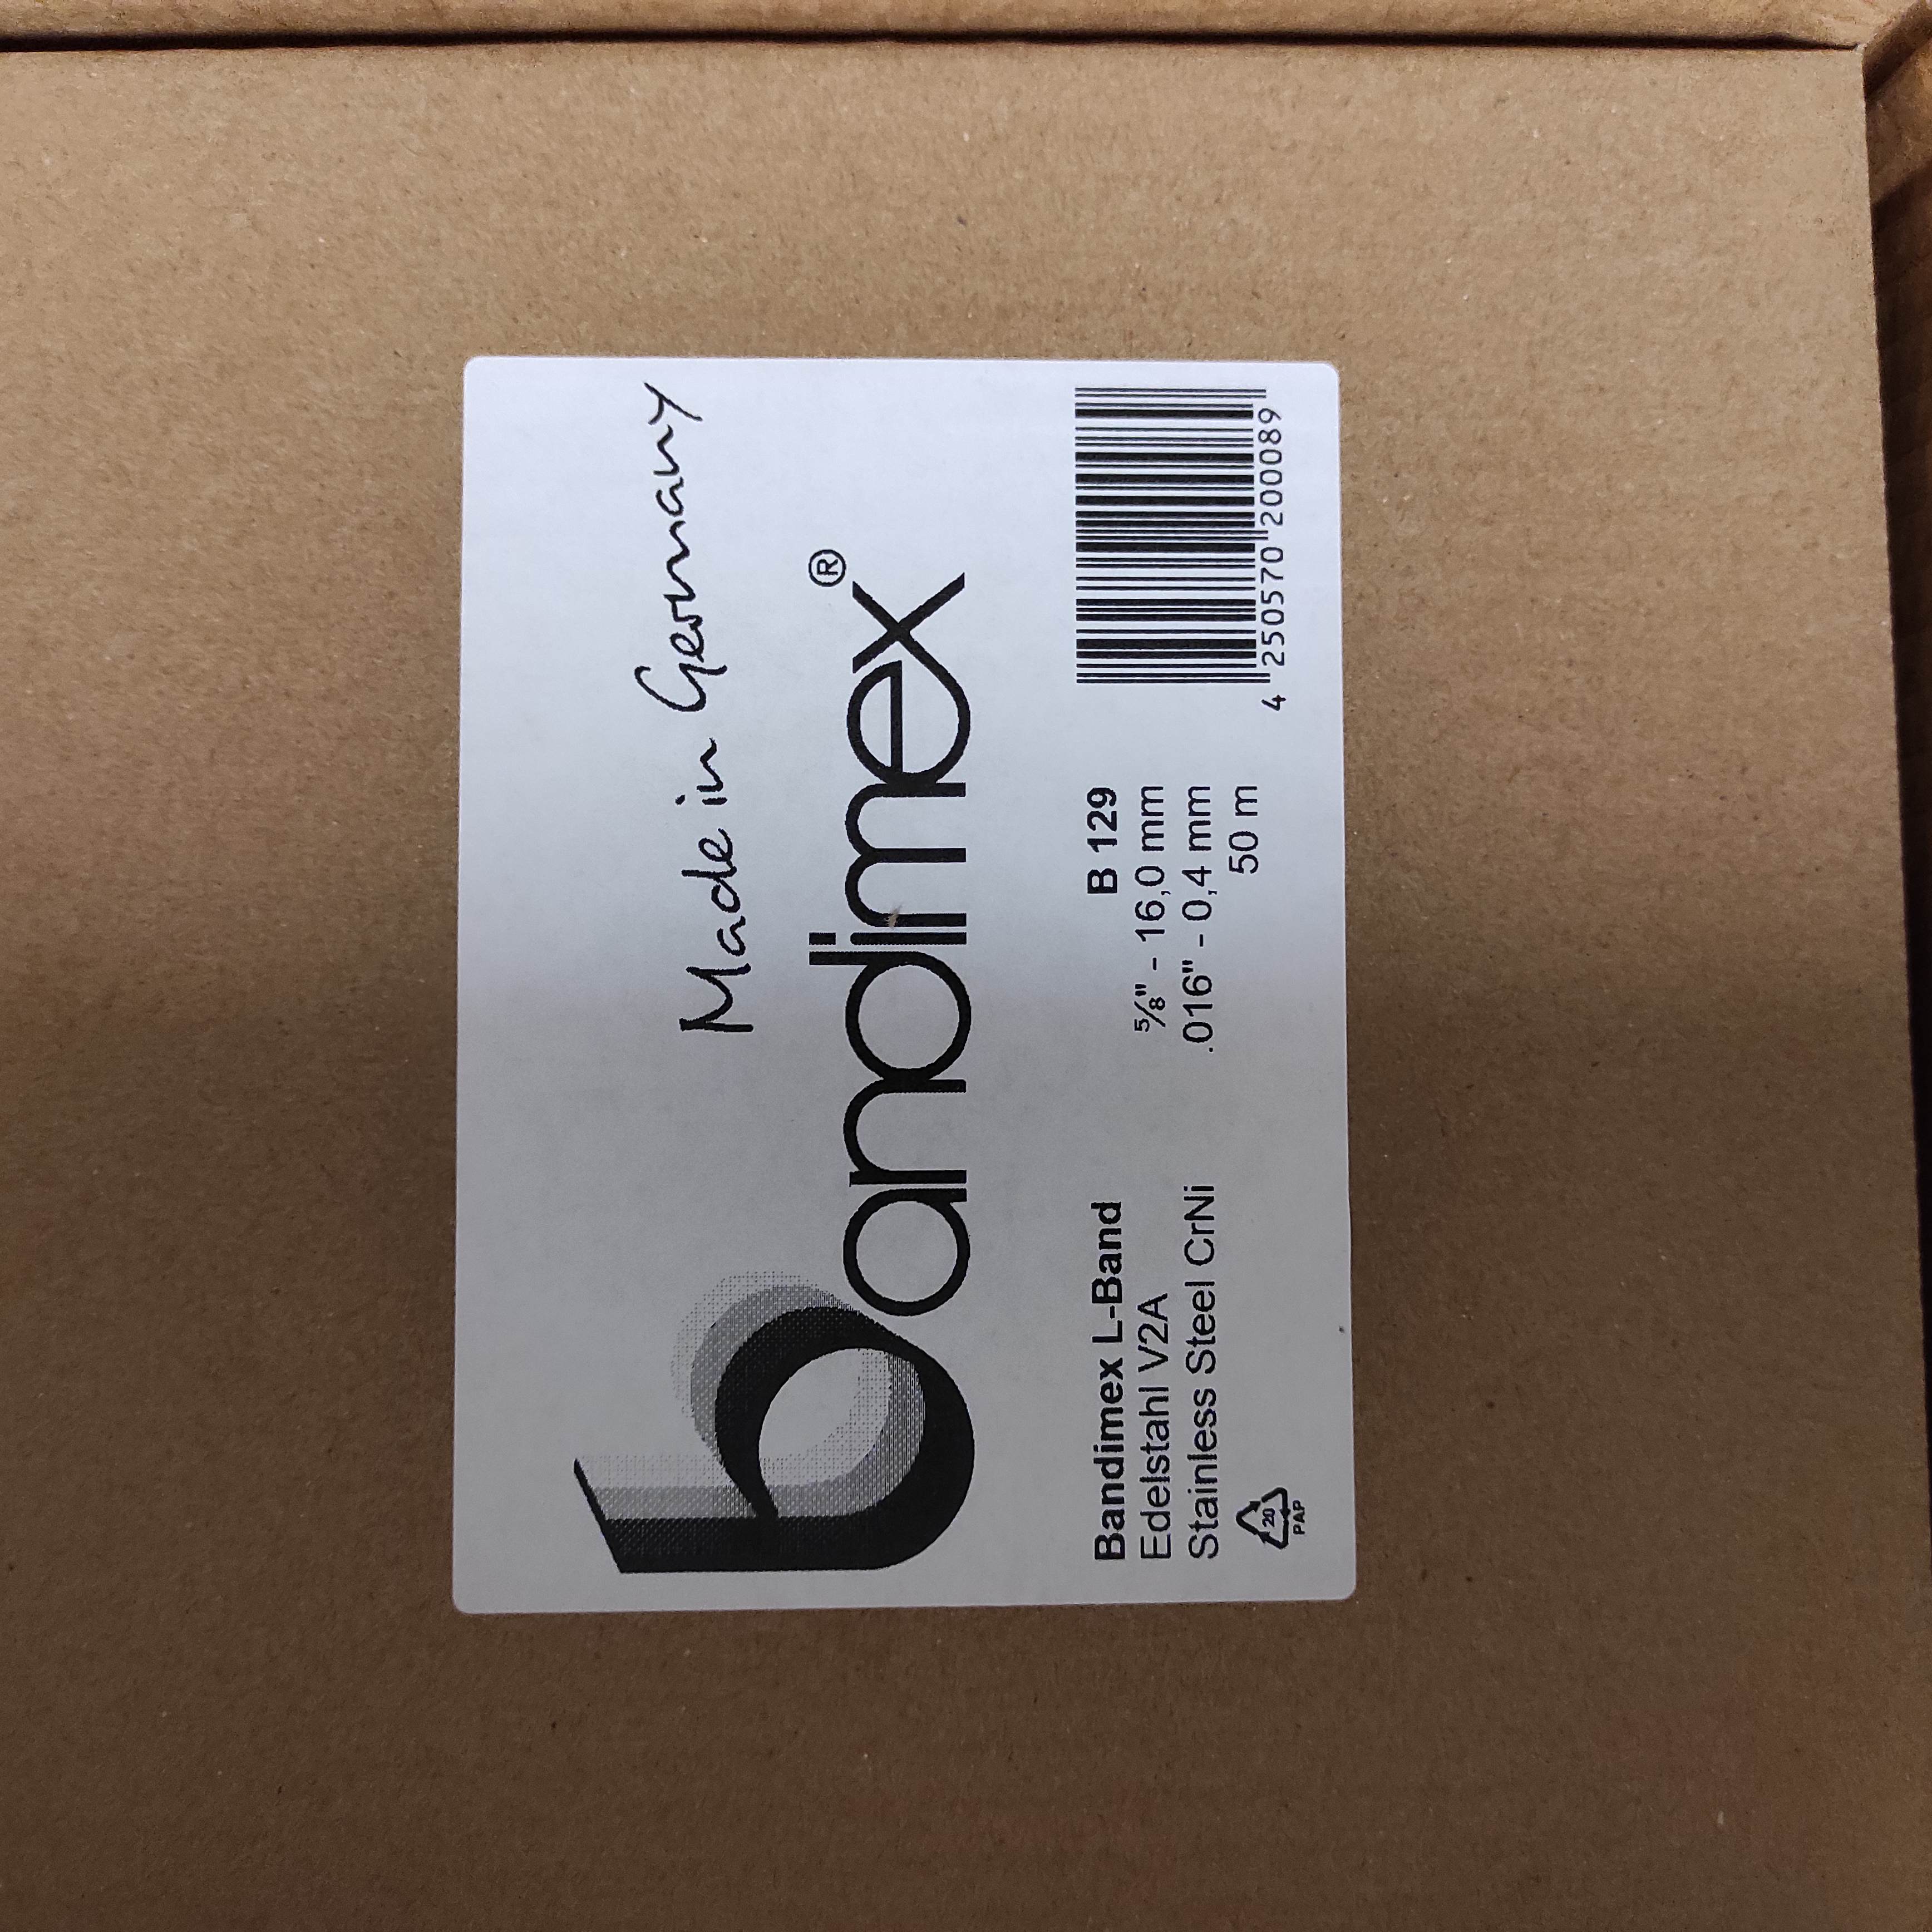 Made in Germany
bandimex®
Bandimex L-Band
Edelstahl V2A
Stainless Steel CrNi
20
PAP
B 129
⅝" - 16,0 mm
.016" - 0,4 mm
50 m
4 250570 200089